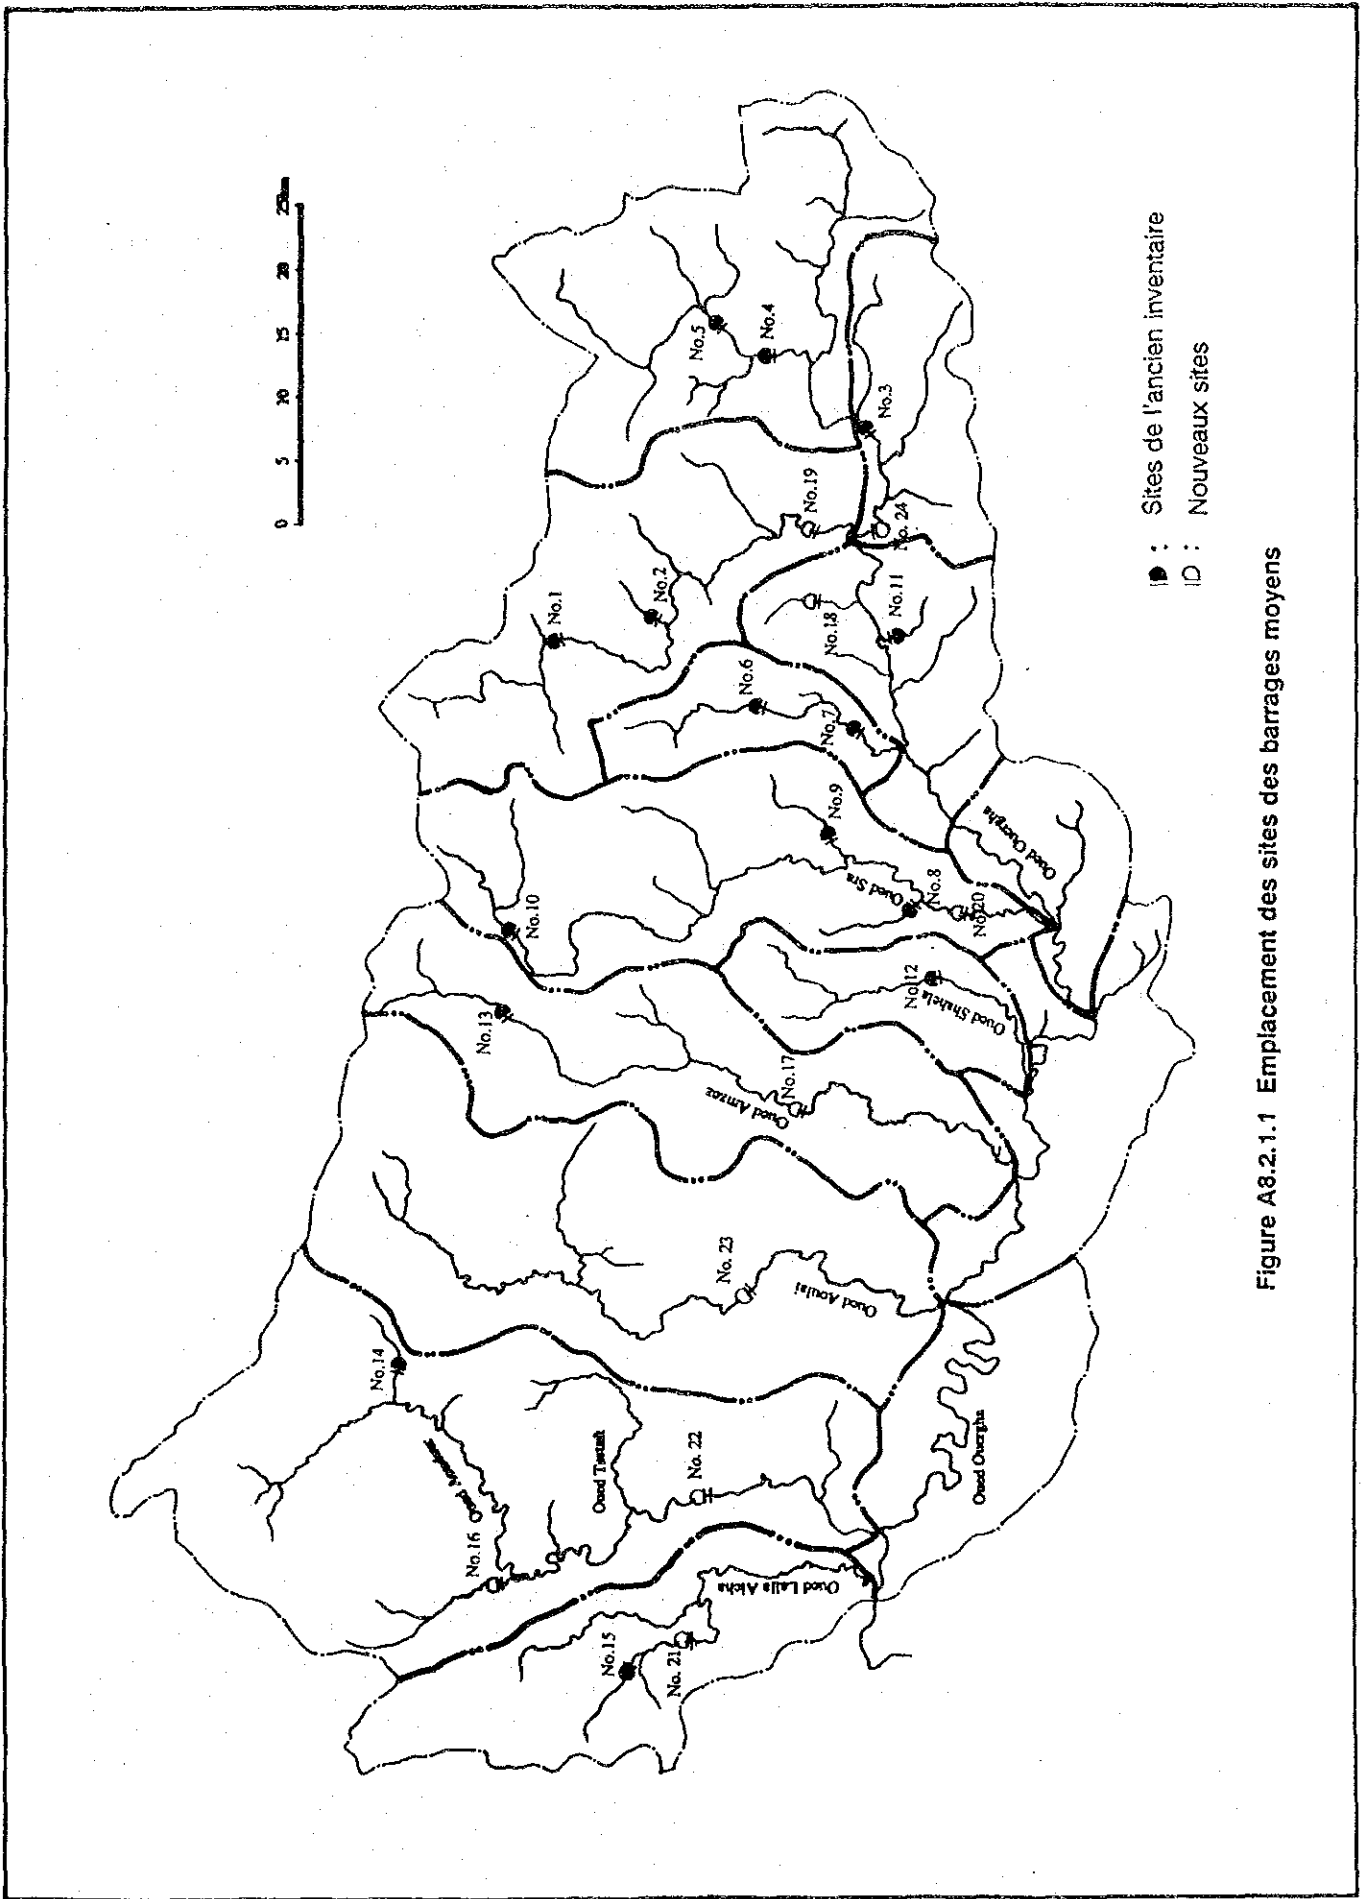 0 5 10 15 20 25km
No.5
No.4
No.3
No.19
No. 24
No.2
No.1
No.18
No.11
No.6
No.7
No.9
Oued Ouergha
Oued Sra
No.8
No.20
No.10
No.12
Oued Shahela
No.13
No.17
Oued Amzaz
No. 23
Oued Aoulai
No.14
No. 22
Oued Ouergha
No.16
Oued Lalla Aicha
No.15
No. 21
: Sites de l'ancien inventaire
: Nouveaux sites
Figure A8.2.1.1 Emplacement des sites des barrages moyens